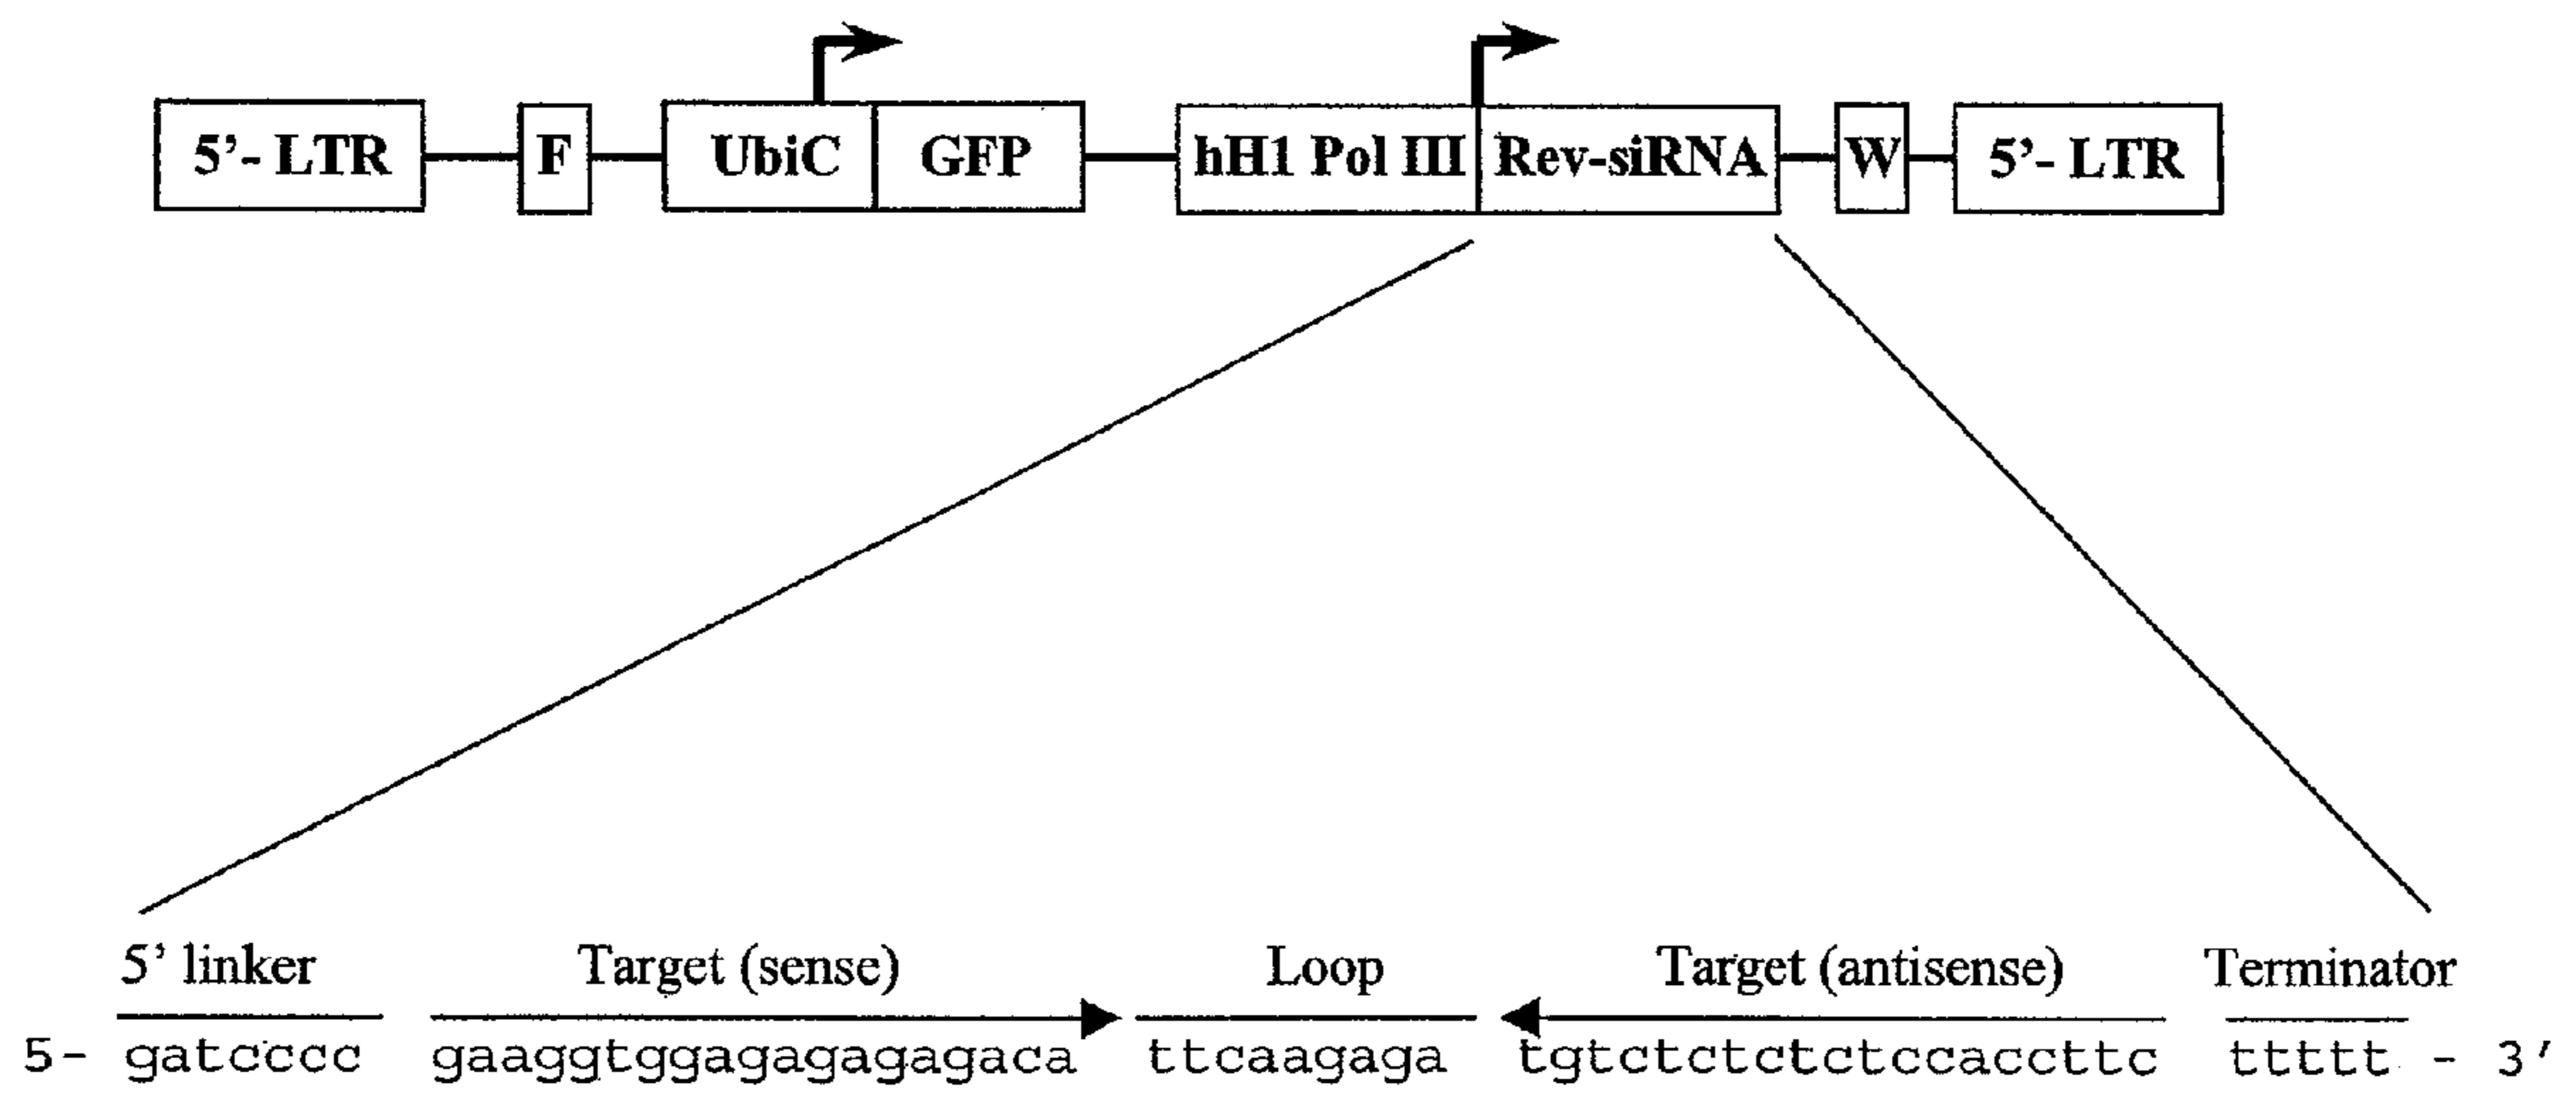 5'- LTR F UbiC GFP hH1 Pol III Rev-siRNA W 5'- LTR
5' linker Target (sense) Loop Target (antisense) Terminator
5- gatcccc gaaggtggagagagagaca ttcaagaga tgtctctctctccaccttc ttttt - 3'